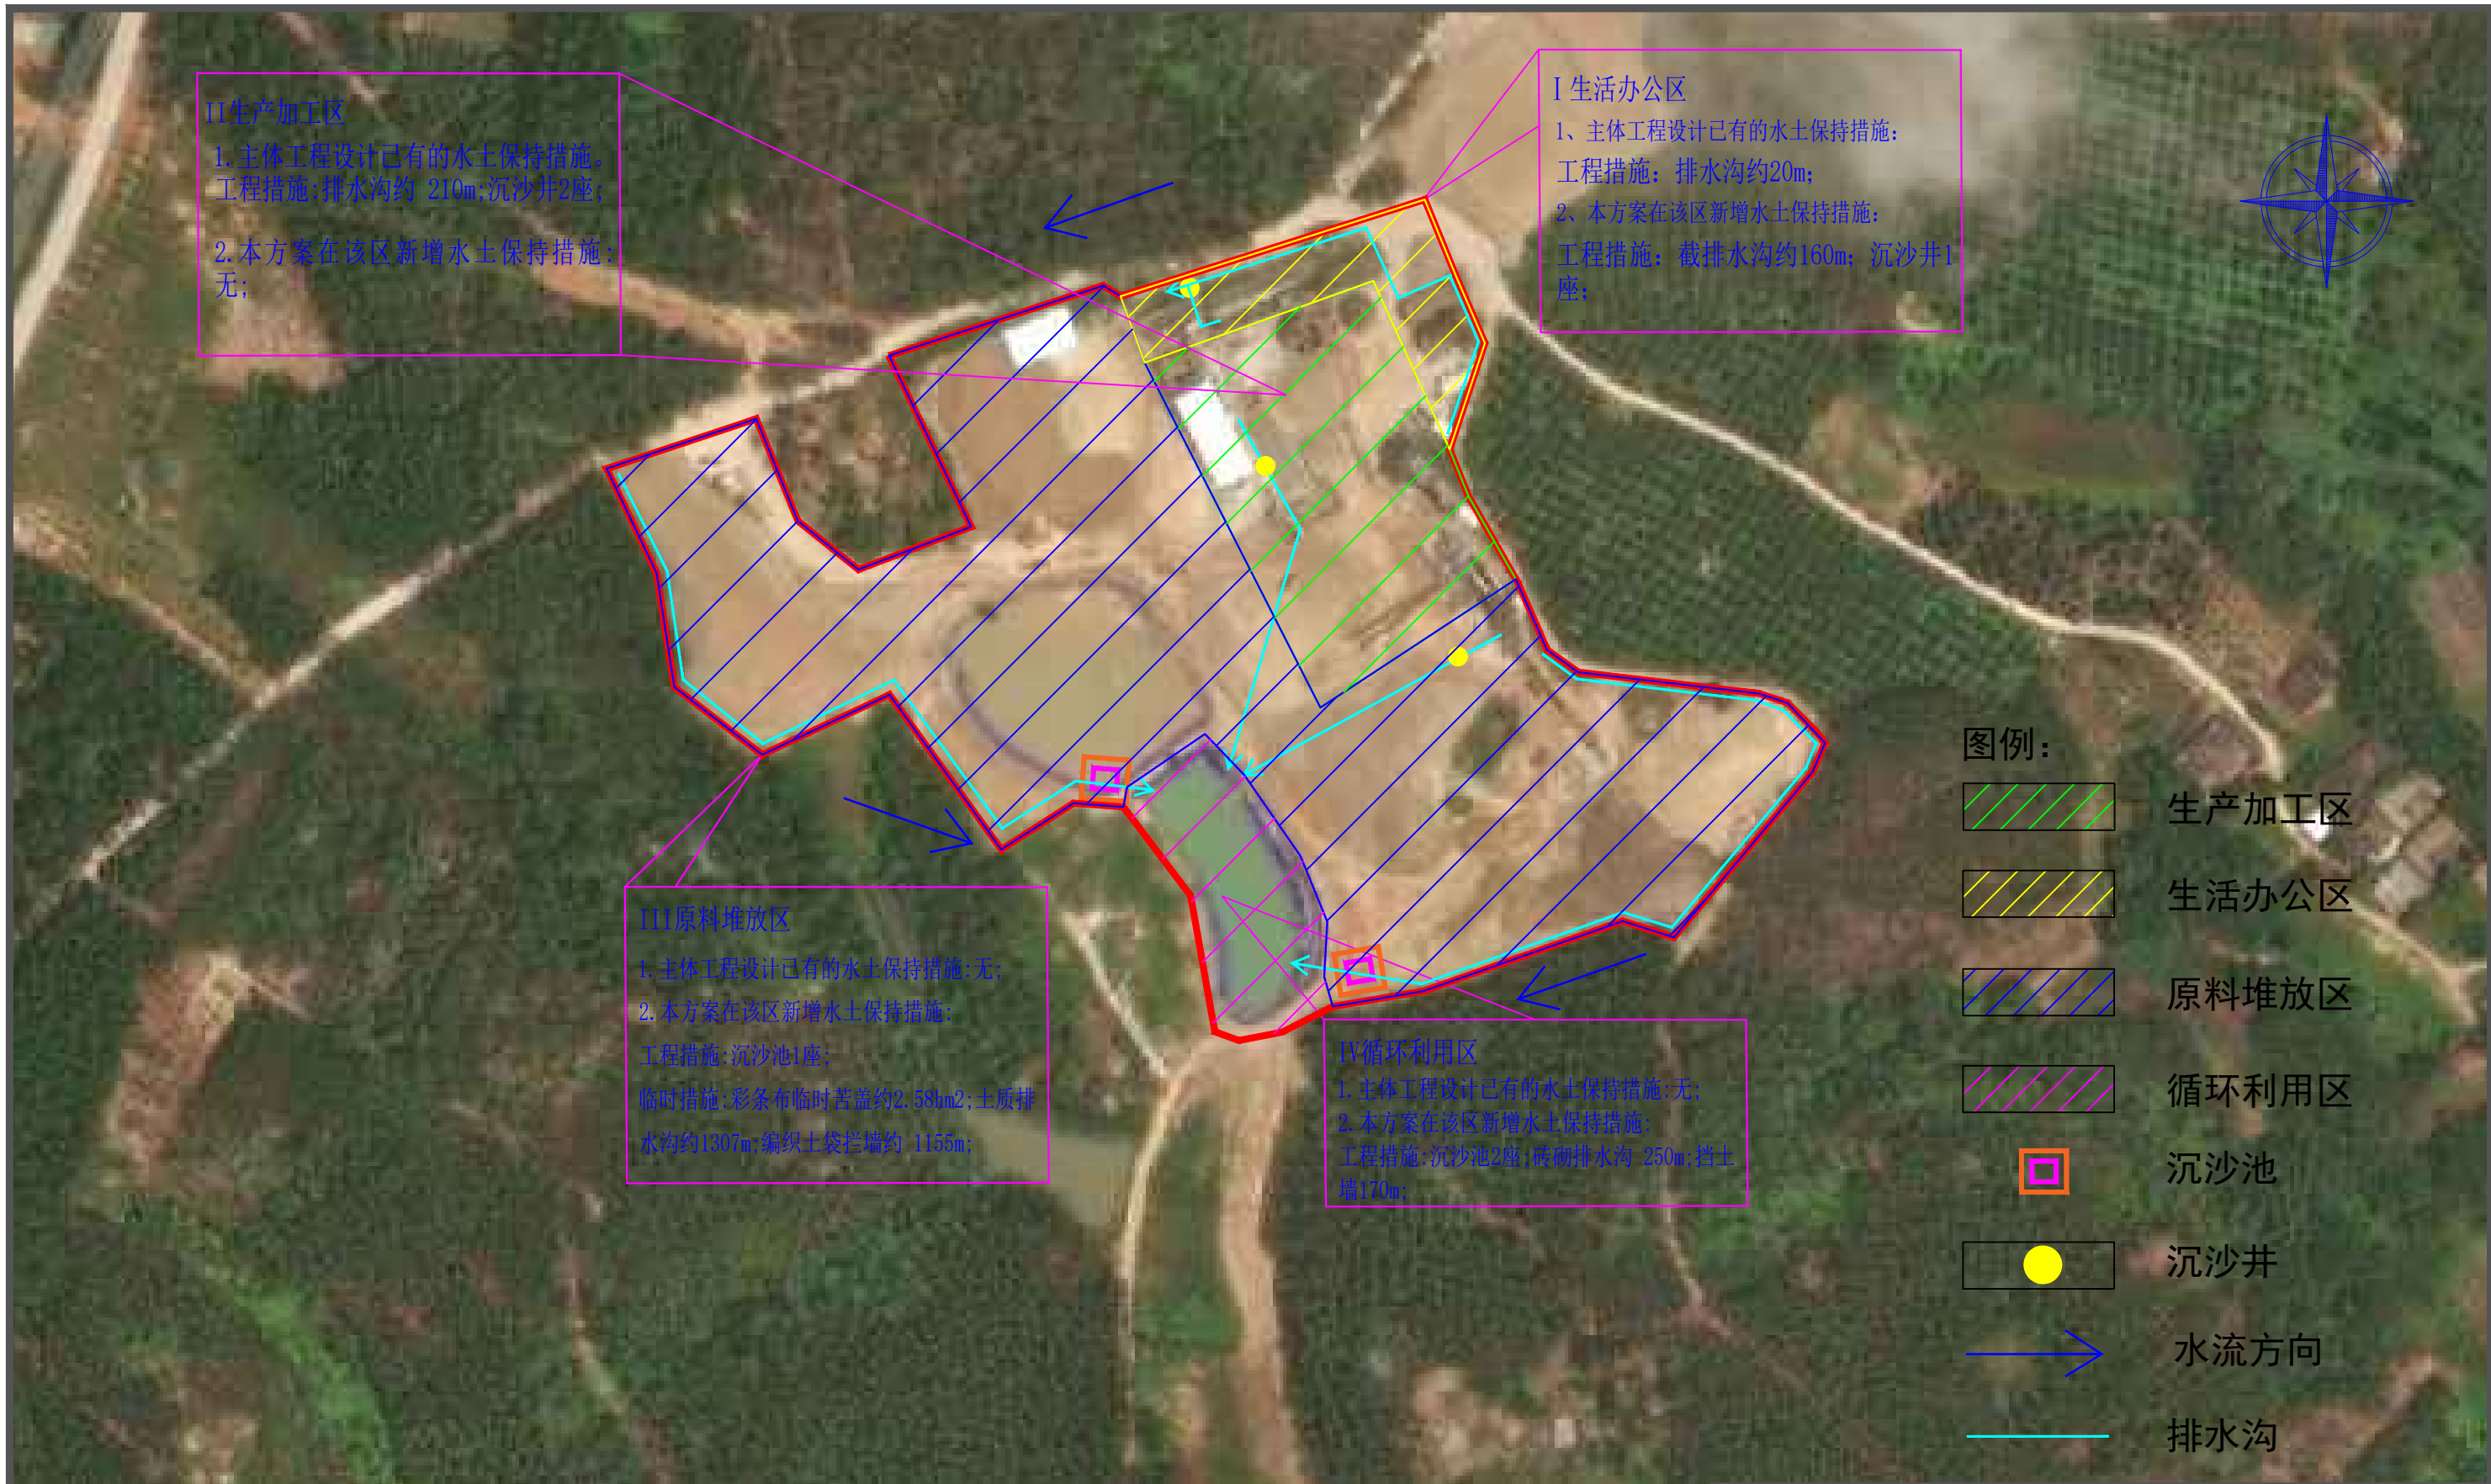 II生产加工区
1.主体工程设计已有的水土保持措施。
工程措施:排水沟约 210m;沉沙井2座;
2.本方案在该区新增水土保持措施:
无;
I 生活办公区
1、主体工程设计已有的水土保持措施:
工程措施: 排水沟约20m;
2、本方案在该区新增水土保持措施:
工程措施: 截排水沟约160m; 沉沙井1
座;
III原料堆放区
1.主体工程设计已有的水土保持措施:无;
2.本方案在该区新增水土保持措施:
工程措施:沉沙池1座;
临时措施:彩条布临时苫盖约2.58hm2;土质排
水沟约1307m;编织土袋拦墙约 1155m;
IV循环利用区
1.主体工程设计已有的水土保持措施:无;
2.本方案在该区新增水土保持措施:
工程措施:沉沙池2座;砖砌排水沟 250m;挡土
墙170m;
图例:
生产加工区
生活办公区
原料堆放区
循环利用区
沉沙池
沉沙井
水流方向
排水沟